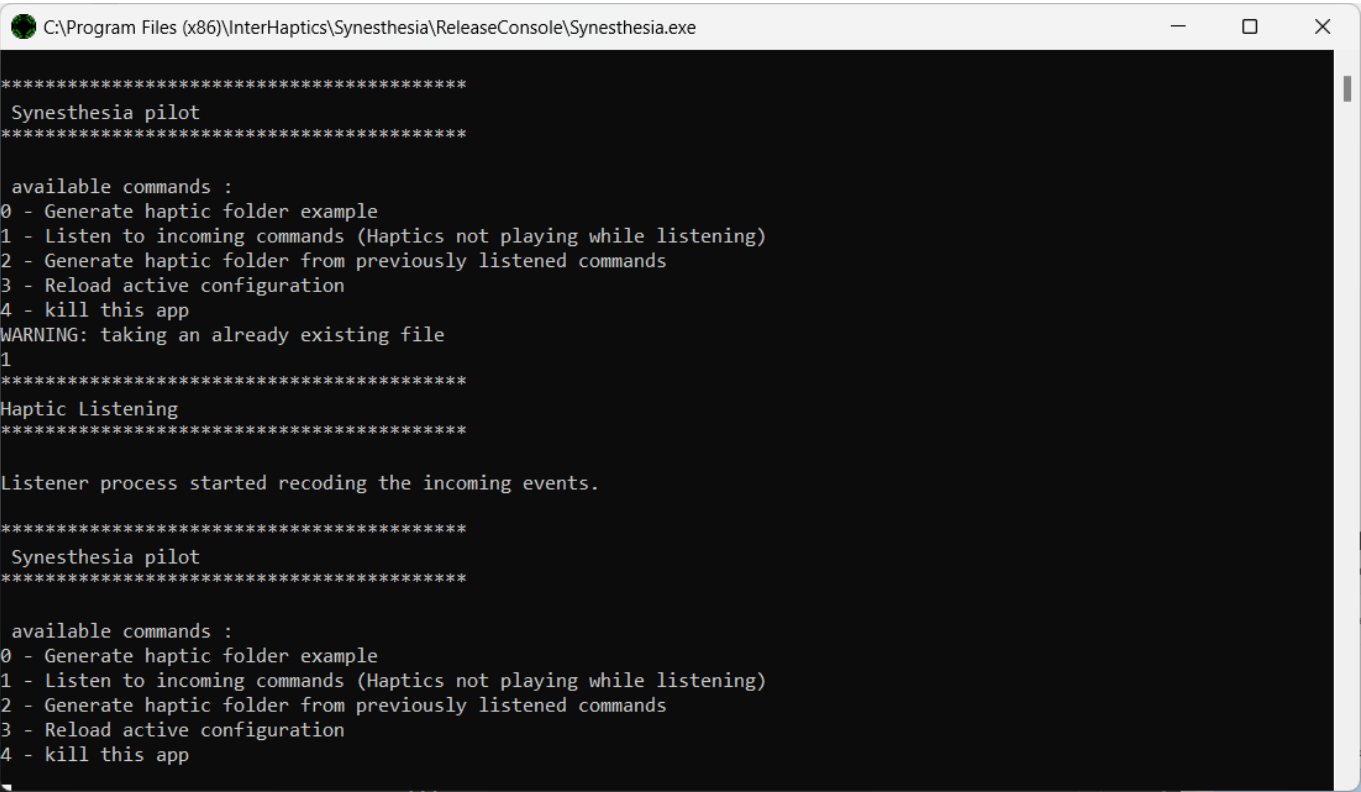 C:\Program Files (x86)\InterHaptics\Synesthesia\ReleaseConsole\Synesthesia.exe
******************************************
Synesthesia pilot
******************************************
available commands :
0 - Generate haptic folder example
1 - Listen to incoming commands (Haptics not playing while listening)
2 - Generate haptic folder from previously listened commands
3 - Reload active configuration
4 - kill this app
WARNING: taking an already existing file
1
******************************************
Haptic Listening
******************************************
Listener process started recoding the incoming events.
******************************************
Synesthesia pilot
******************************************
available commands :
0 - Generate haptic folder example
1 - Listen to incoming commands (Haptics not playing while listening)
2 - Generate haptic folder from previously listened commands
3 - Reload active configuration
4 - kill this app